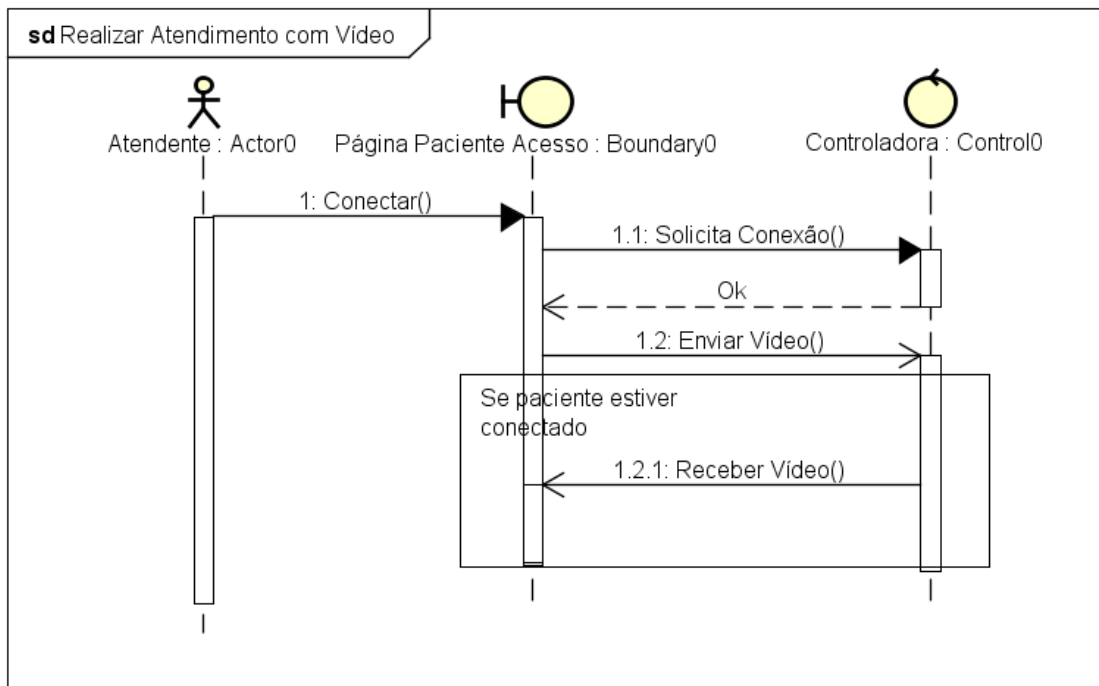 sd Realizar Atendimento com Vídeo
Atendente : Actor0
Página Paciente Acesso : Boundary0
Controladora : Control0
1: Conectar()
1.1: Solicita Conexão()
Ok
1.2: Enviar Vídeo()
Se paciente estiver
conectado
1.2.1: Receber Vídeo()